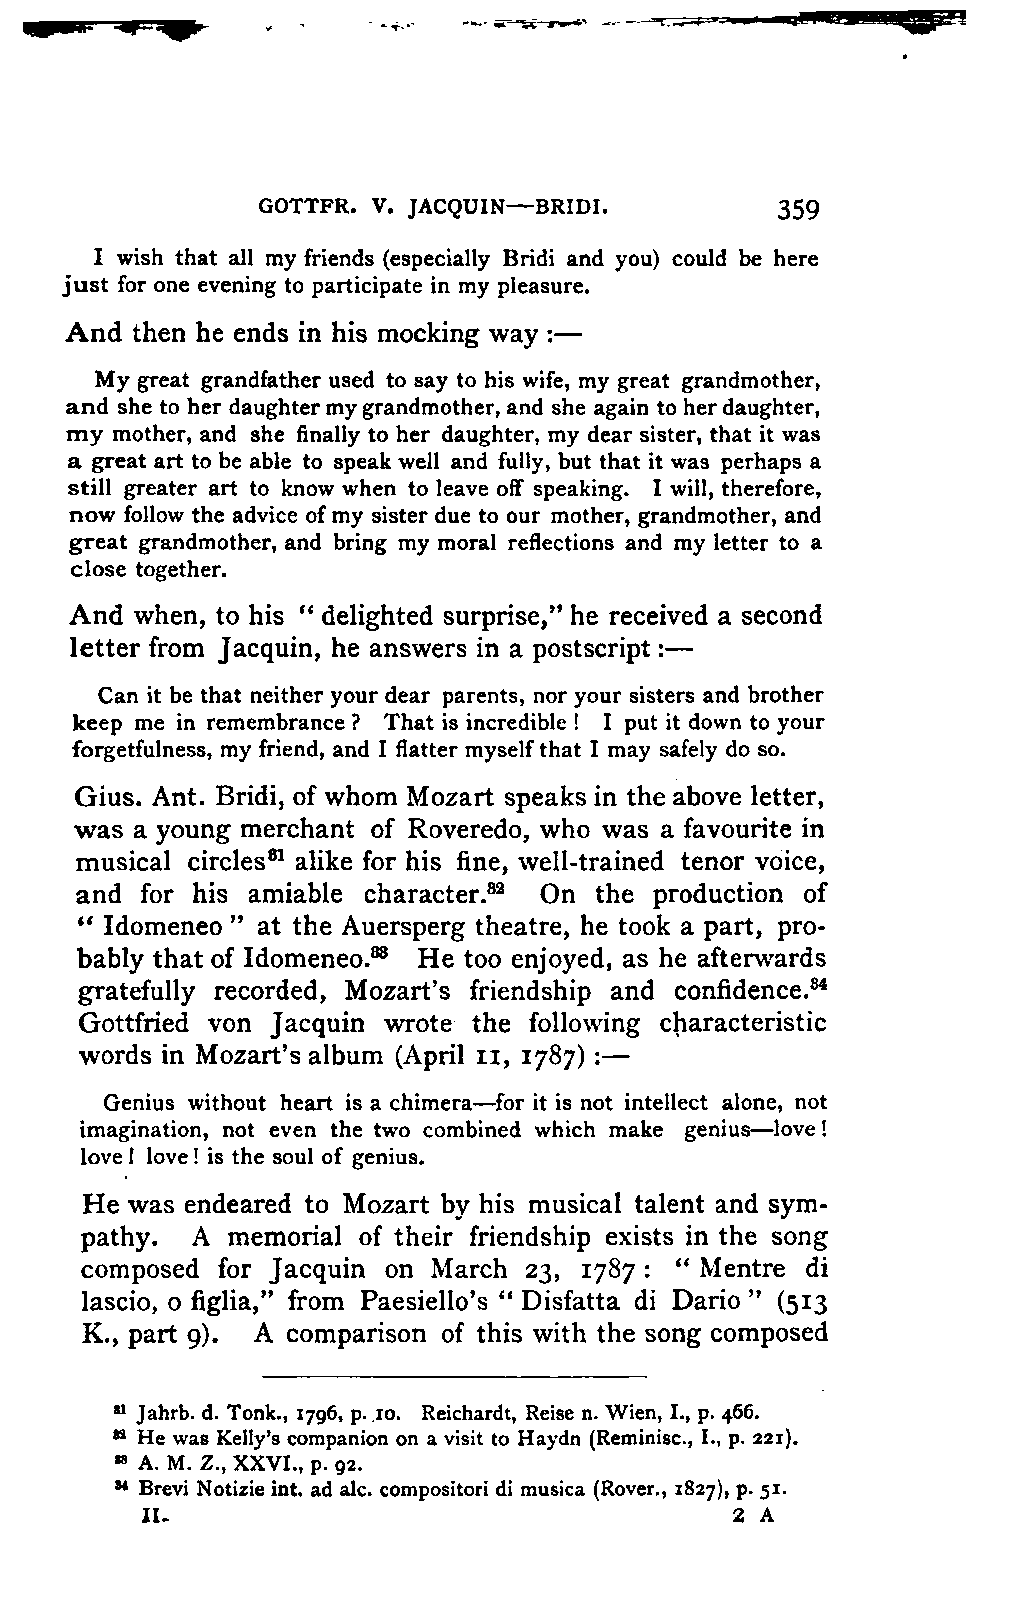 GOTTFR. V. JACQUIN—BRIDI. 359
I wish that all my friends (especially Bridi and you) could be here
just for one evening to participate in my pleasure.
And then he ends in his mocking way :—
My great grandfather used to say to his wife, my great grandmother,
and she to her daughter my grandmother, and she again to her daughter,
my mother, and she finally to her daughter, my dear sister, that it was
a great art to be able to speak well and fully, but that it was perhaps a
still greater art to know when to leave off speaking. I will, therefore,
now follow the advice of my sister due to our mother, grandmother, and
great grandmother, and bring my moral reflections and my letter to a
close together.
And when, to his " delighted surprise," he received a second
letter from Jacquin, he answers in a postscript :—
Can it be that neither your dear parents, nor your sisters and brother
keep me in remembrance ? That is incredible ! I put it down to your
forgetfulness, my friend, and I flatter myself that I may safely do so.
Gius. Ant. Bridi, of whom Mozart speaks in the above letter,
was a young merchant of Roveredo, who was a favourite in
musical circles⁸¹ alike for his fine, well-trained tenor voice,
and for his amiable character.⁸² On the production of
" Idomeneo " at the Auersperg theatre, he took a part, pro-
bably that of Idomeneo.⁸³ He too enjoyed, as he afterwards
gratefully recorded, Mozart's friendship and confidence.⁸⁴
Gottfried von Jacquin wrote the following characteristic
words in Mozart's album (April 11, 1787) :—
Genius without heart is a chimera—for it is not intellect alone, not
imagination, not even the two combined which make genius—love !
love ! love ! is the soul of genius.
He was endeared to Mozart by his musical talent and sym-
pathy. A memorial of their friendship exists in the song
composed for Jacquin on March 23, 1787 : " Mentre di
lascio, o figlia," from Paesiello's " Disfatta di Dario " (513
K., part 9). A comparison of this with the song composed
⁸¹ Jahrb. d. Tonk., 1796, p. 10. Reichardt, Reise n. Wien, I., p. 466.
⁸² He was Kelly's companion on a visit to Haydn (Reminisc., I., p. 221).
⁸³ A. M. Z., XXVI., p. 92.
⁸⁴ Brevi Notizie int. ad alc. compositori di musica (Rover., 1827), p. 51.
II. 2 A